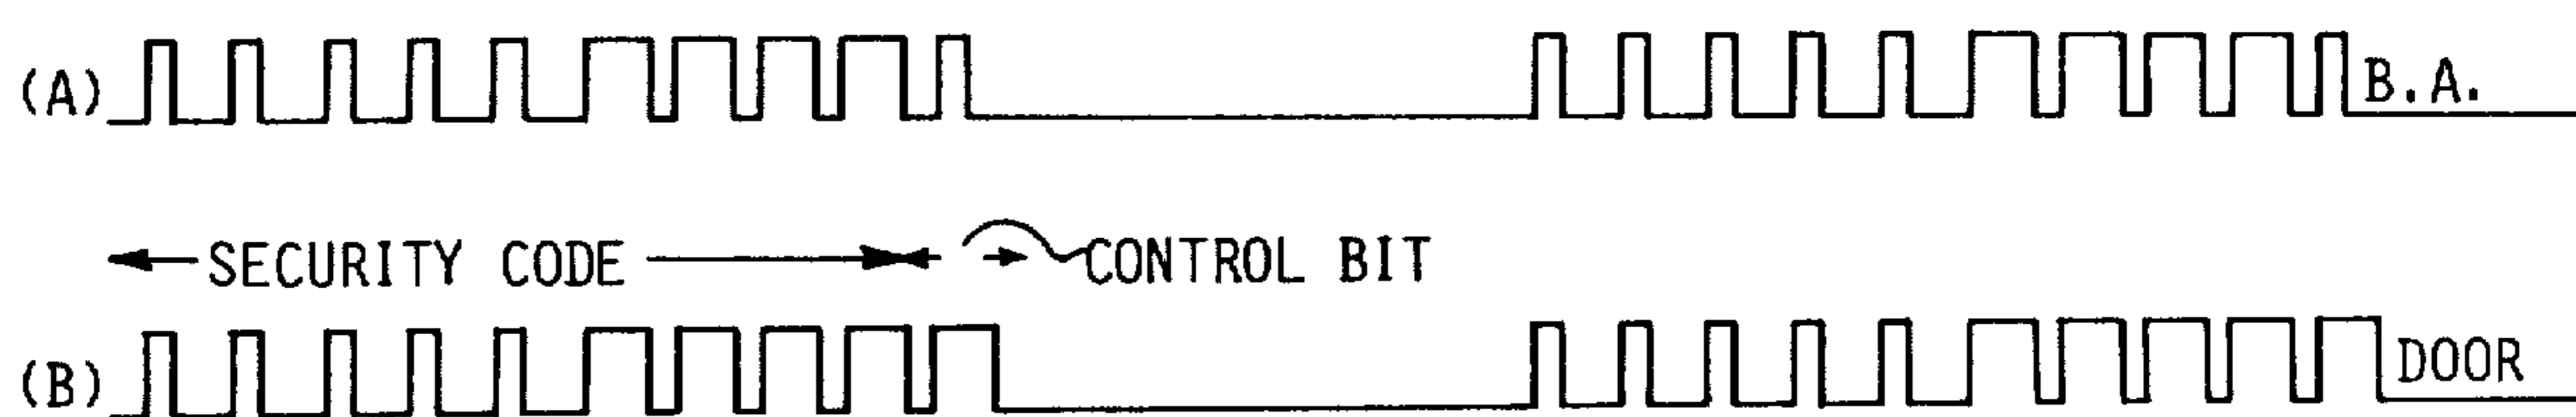 (A) B.A.
SECURITY CODE CONTROL BIT
(B) DOOR